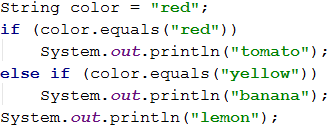 String color = "red";
if (color.equals("red"))
    System.out.println("tomato");
else if (color.equals("yellow"))
    System.out.println("banana");
System.out.println("lemon");